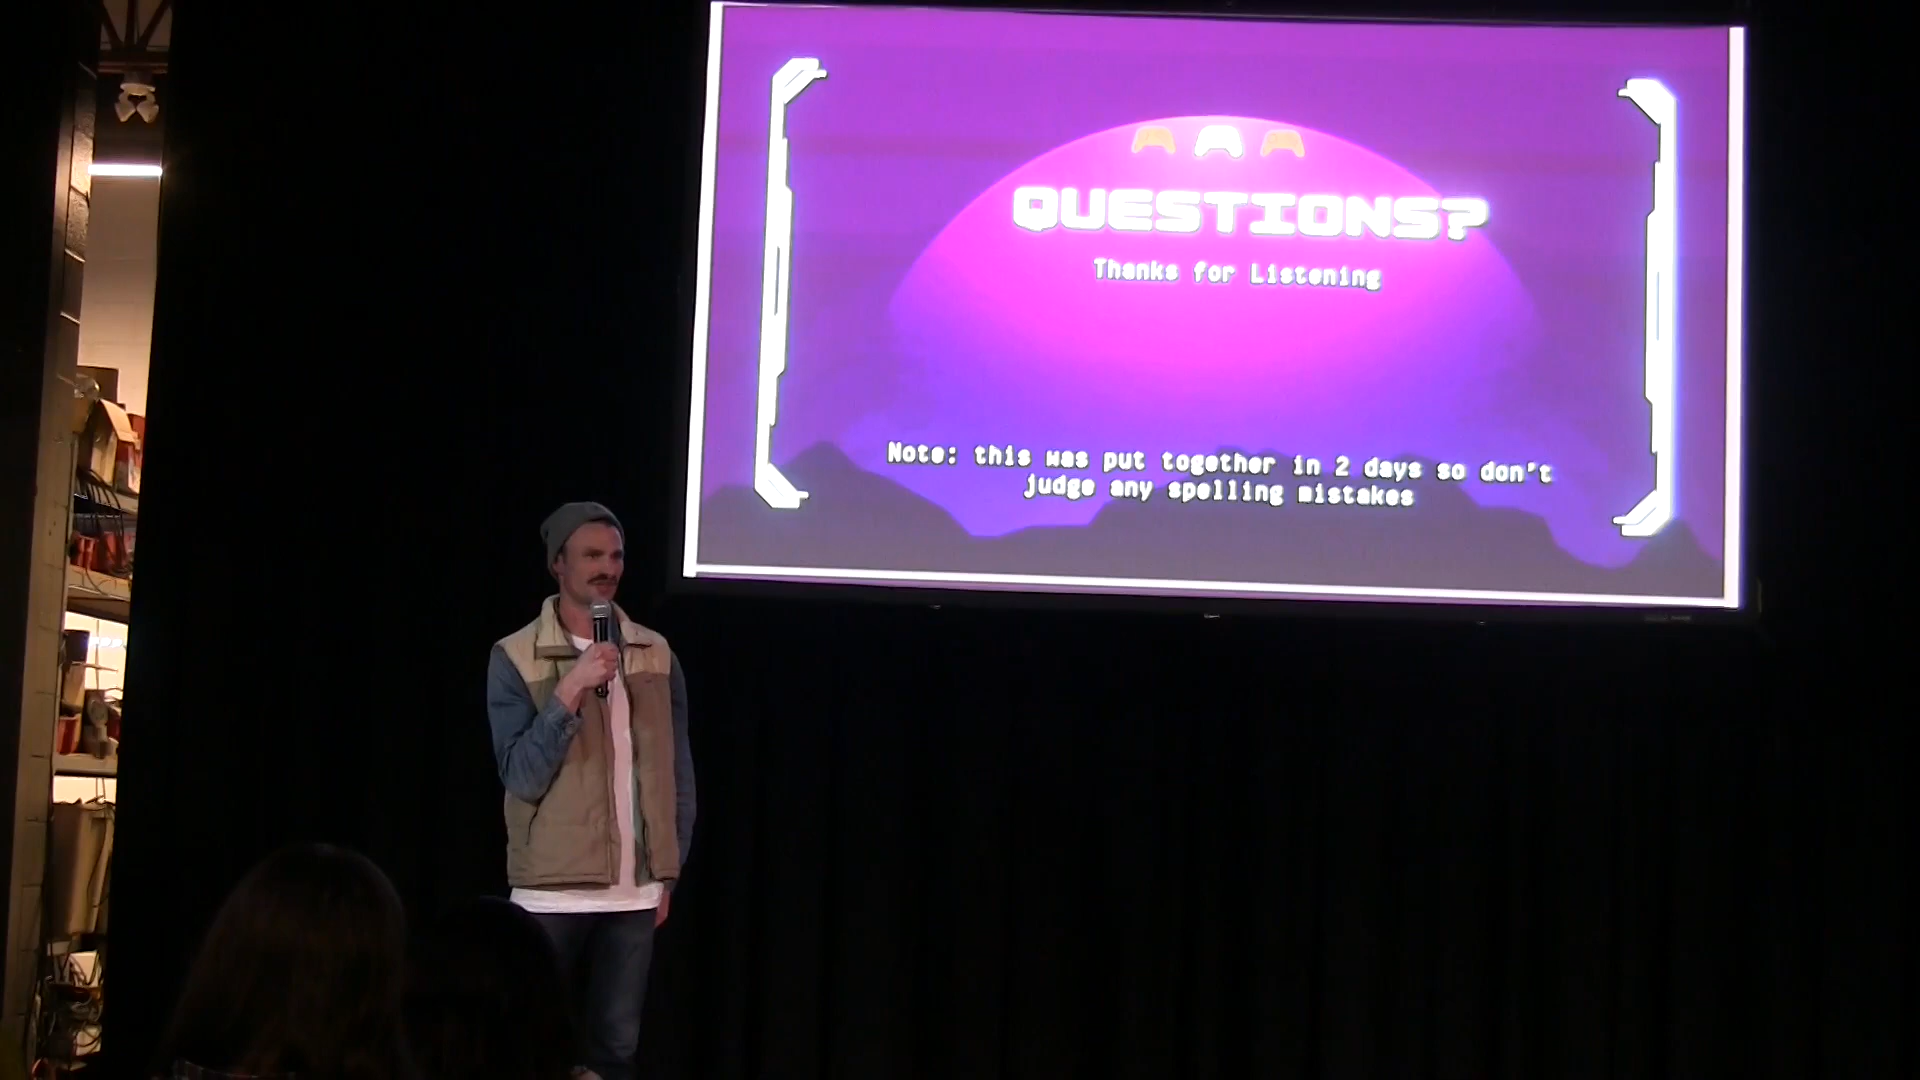 QUESTIONS?
Thanks for Listening
Note: this was put together in 2 days so don't
judge any spelling mistakes